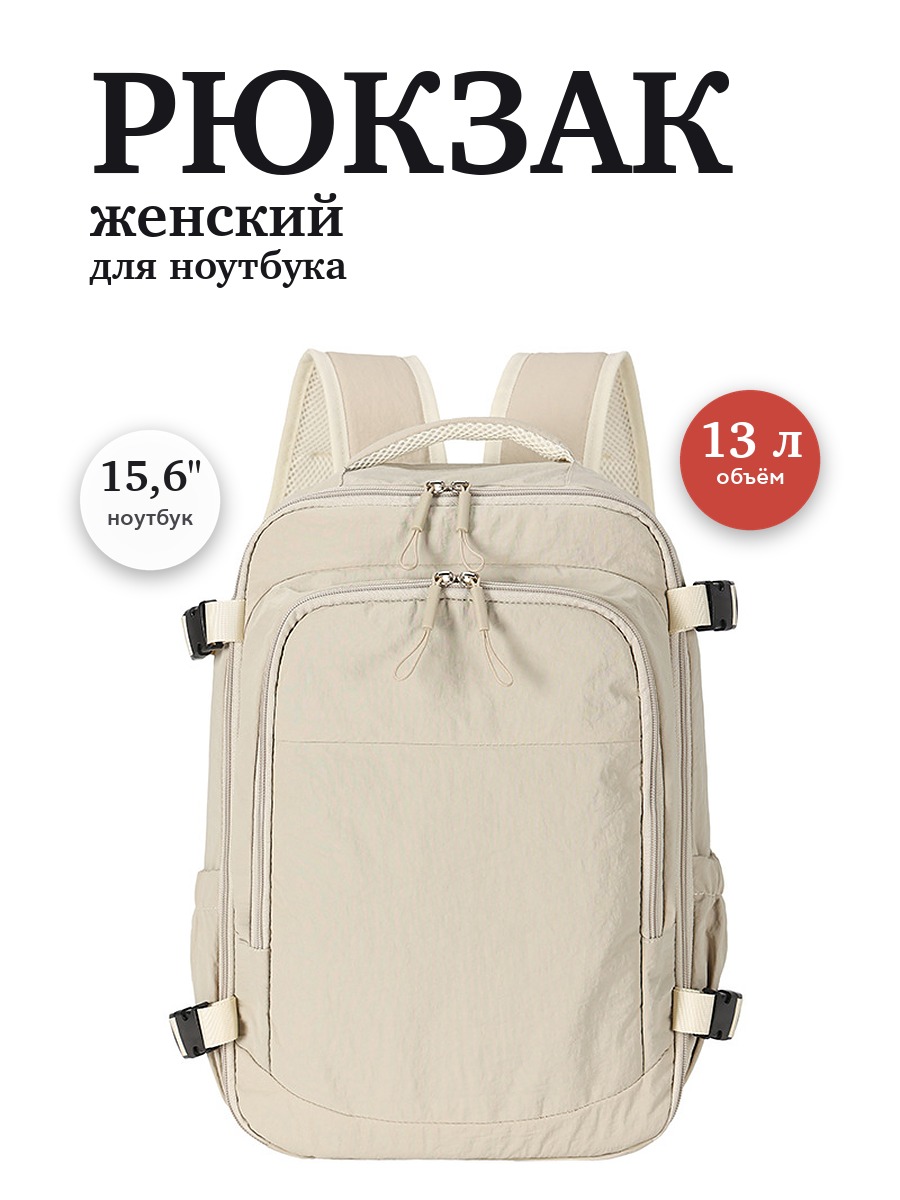 РЮКЗАК
женский
для ноутбука
15,6"
ноутбук
13 л
объём